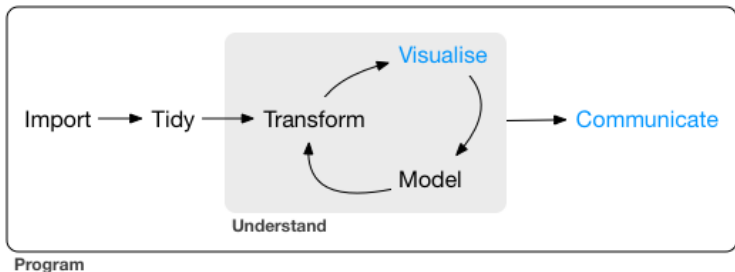 Visualise
Import Tidy Transform Communicate
Model
Understand
Program